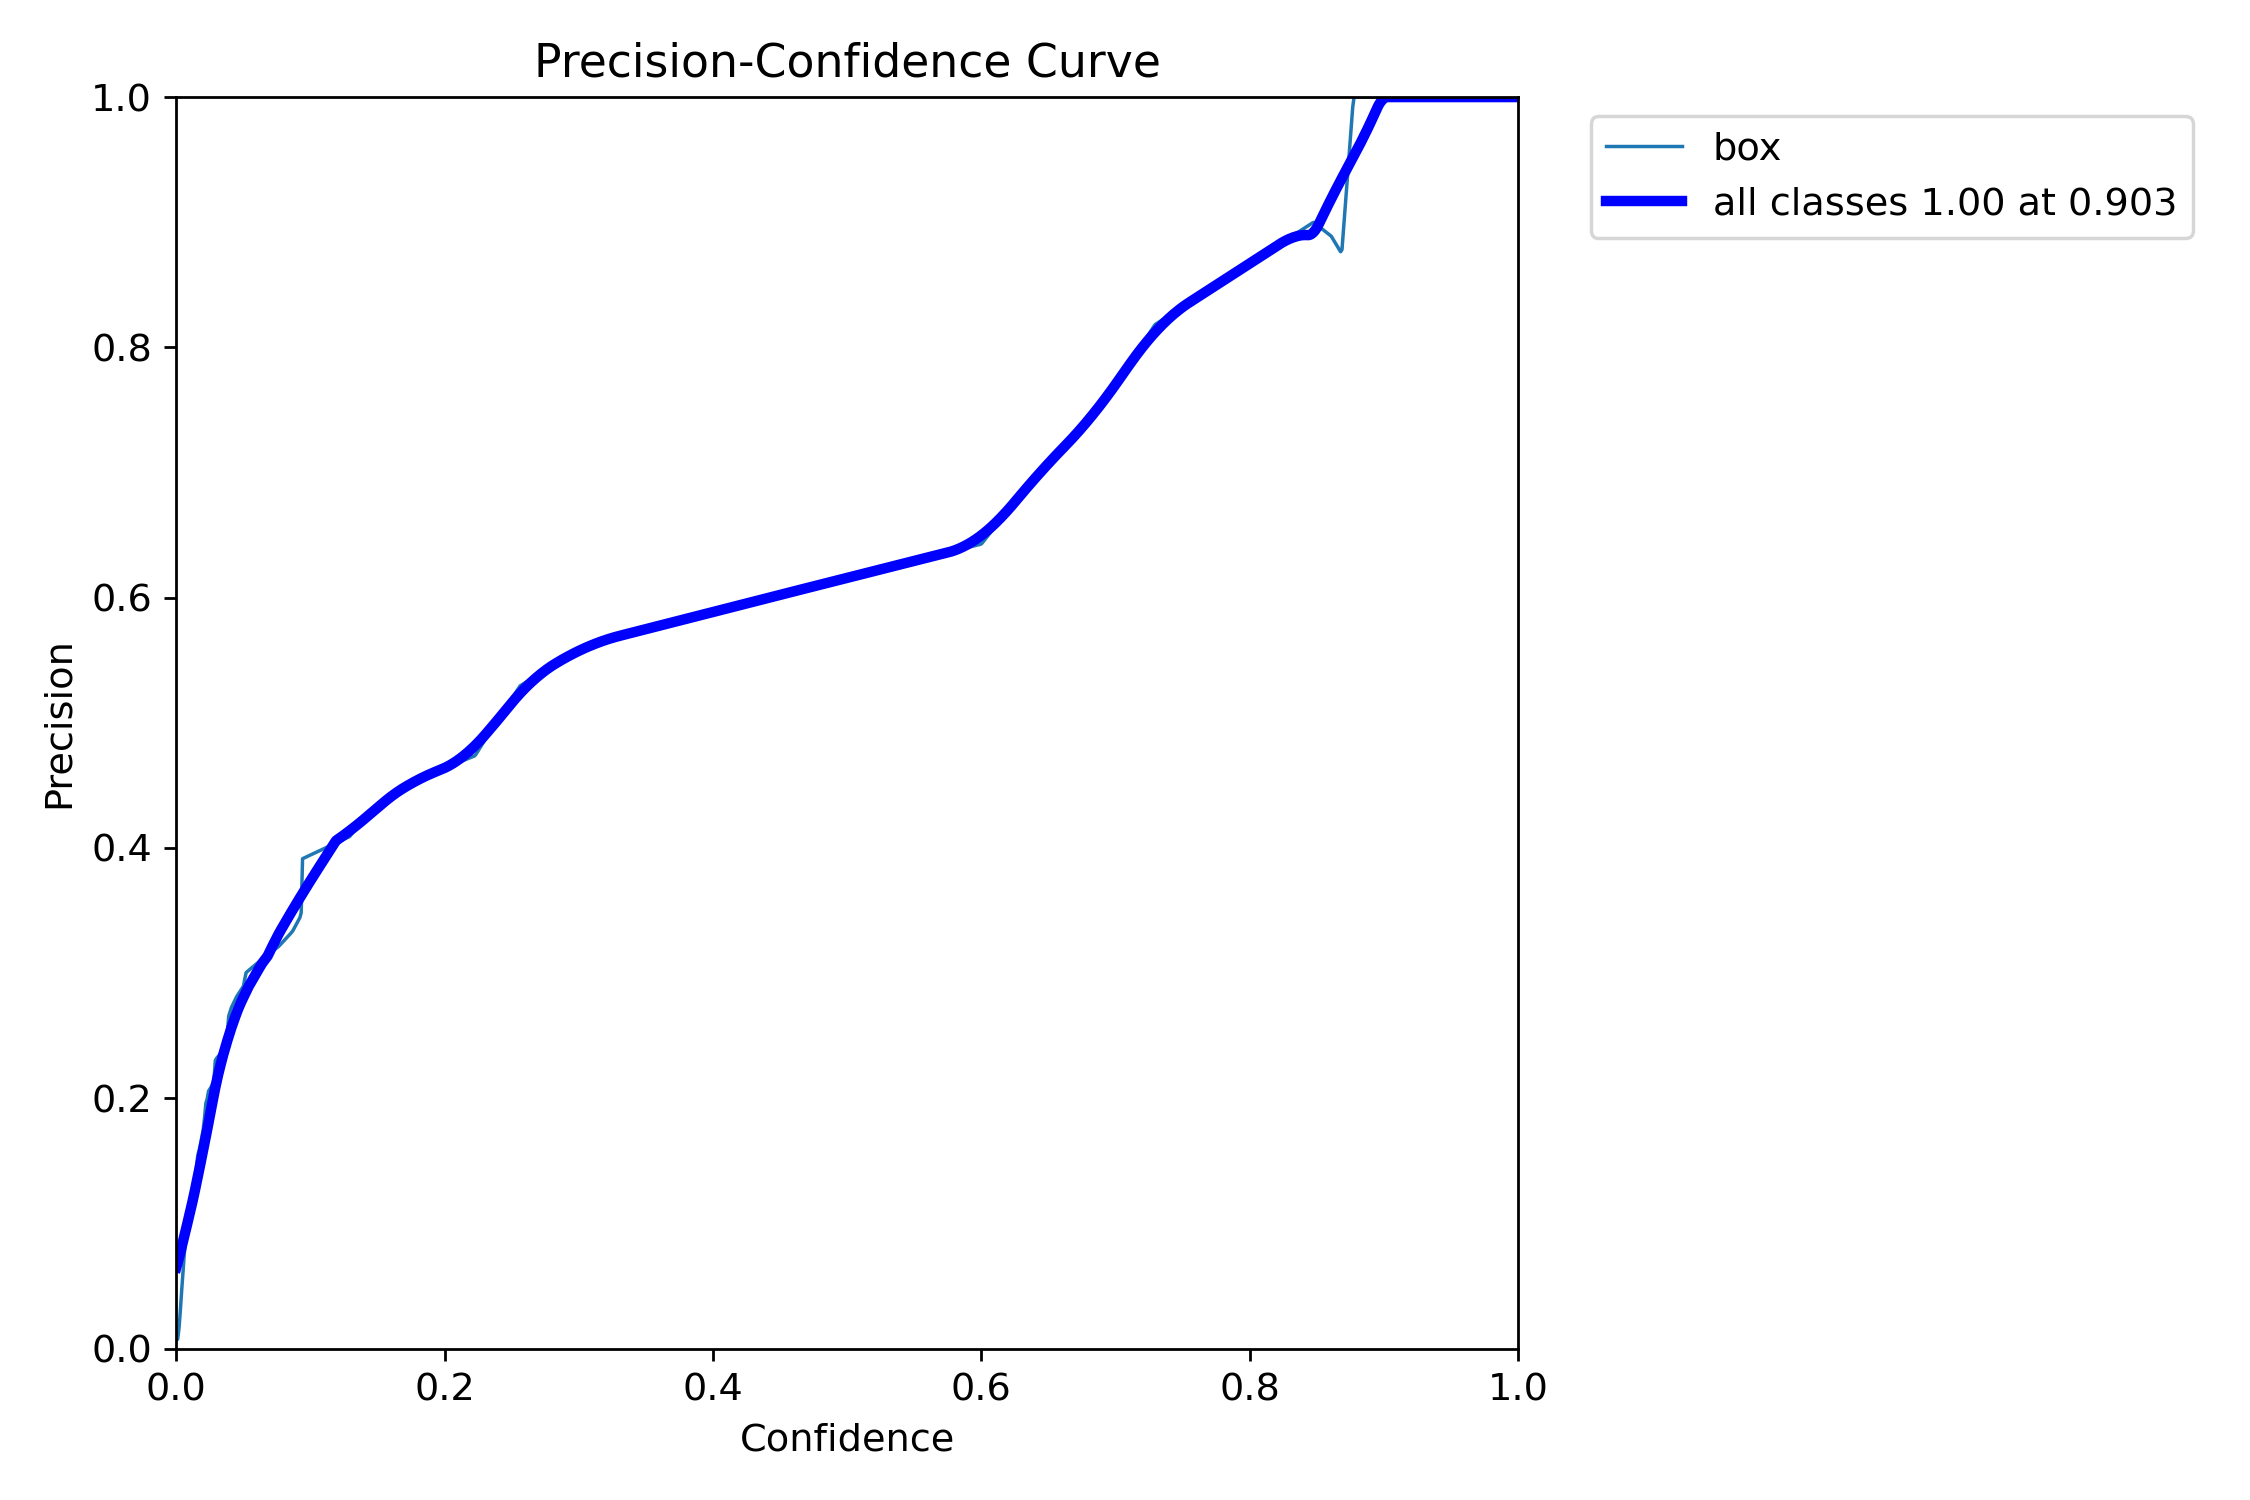 Precision-Confidence Curve
1.0
0.8
0.6
0.4
0.2
0.0
Precision
0.0 0.2 0.4 0.6 0.8 1.0
Confidence
box
all classes 1.00 at 0.903